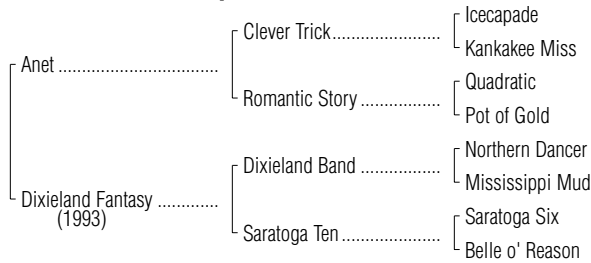 Icecapade
Clever Trick.....................
Kankakee Miss
Anet ................................
Quadratic
Romantic Story ................
Pot of Gold
Northern Dancer
Dixieland Band ................
Mississippi Mud
Dixieland Fantasy ............
(1993)
Saratoga Six
Saratoga Ten...................
Belle o' Reason